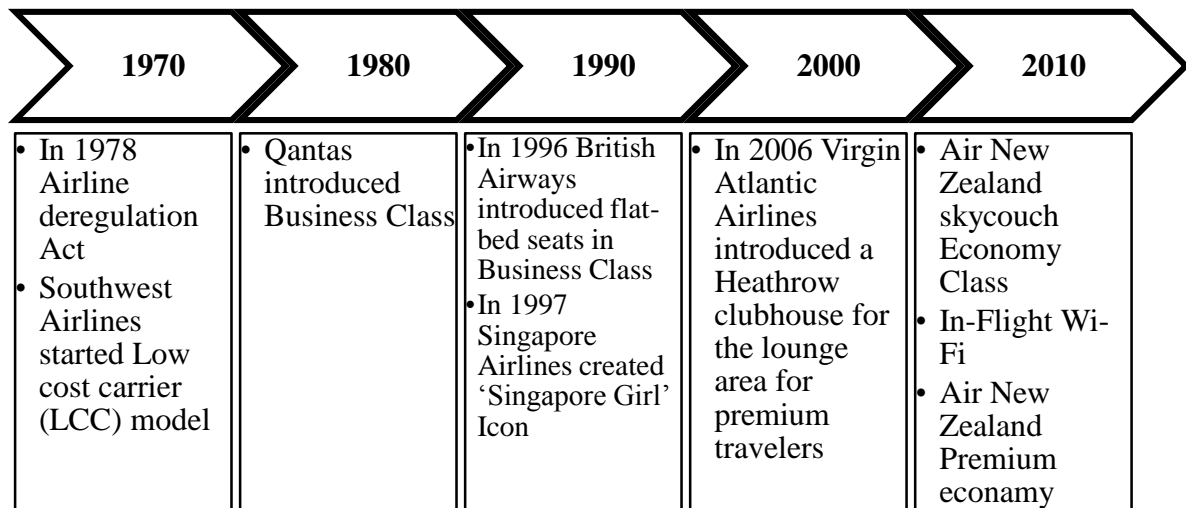 1970
1980
1990
2000
2010
• In 1978
Airline
deregulation
Act
• Southwest
Airlines
started Low
cost carrier
(LCC) model
• Qantas
introduced
Business Class
•In 1996 British
Airways
introduced flat-
bed seats in
Business Class
•In 1997
Singapore
Airlines created
‘Singapore Girl’
Icon
• In 2006 Virgin
Atlantic
Airlines
introduced a
Heathrow
clubhouse for
the lounge
area for
premium
travelers
• Air New
Zealand
skycouch
Economy
Class
• In-Flight Wi-
Fi
• Air New
Zealand
Premium
econamy